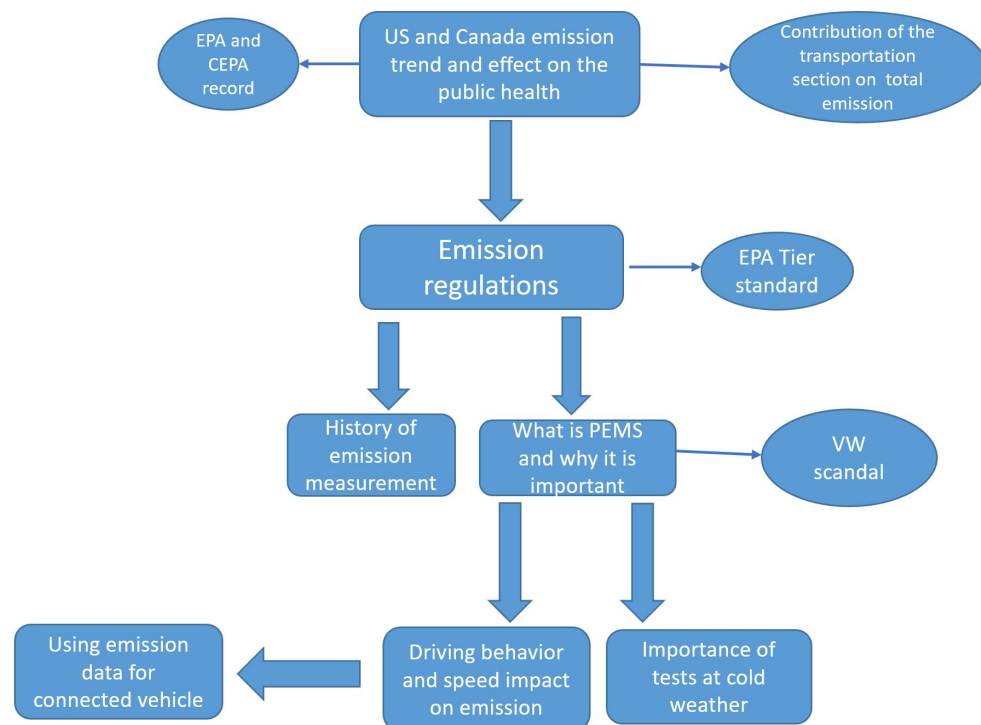 EPA and
CEPA
record
US and Canada emission
trend and effect on the
public health
Contribution of the
transportation
section on total
emission
Emission
regulations
EPA Tier
standard
History of
emission
measurement
What is PEMS
and why it is
important
VW
scandal
Using emission
data for
connected vehicle
Driving behavior
and speed impact
on emission
Importance of
tests at cold
weather